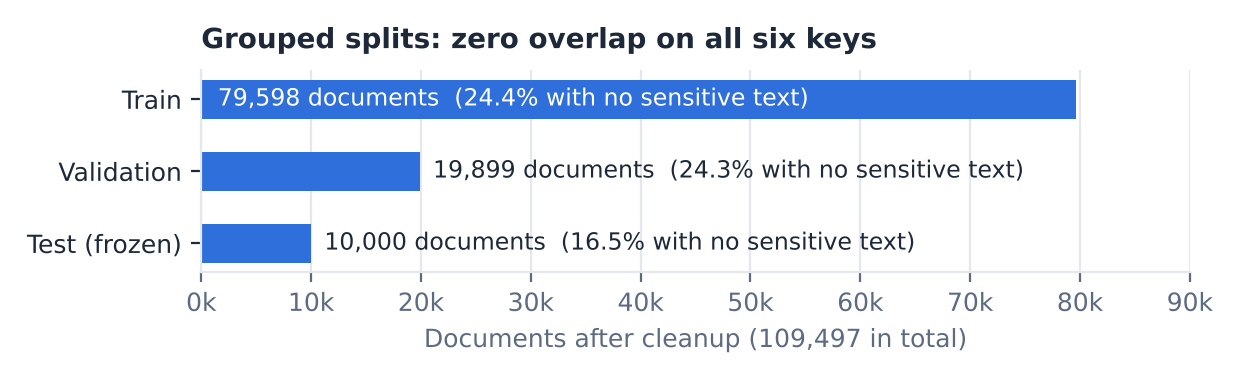 Grouped splits: zero overlap on all six keys
Train
79,598 documents  (24.4% with no sensitive text)
Validation
19,899 documents  (24.3% with no sensitive text)
Test (frozen)
10,000 documents  (16.5% with no sensitive text)
0k 10k 20k 30k 40k 50k 60k 70k 80k 90k
Documents after cleanup (109,497 in total)